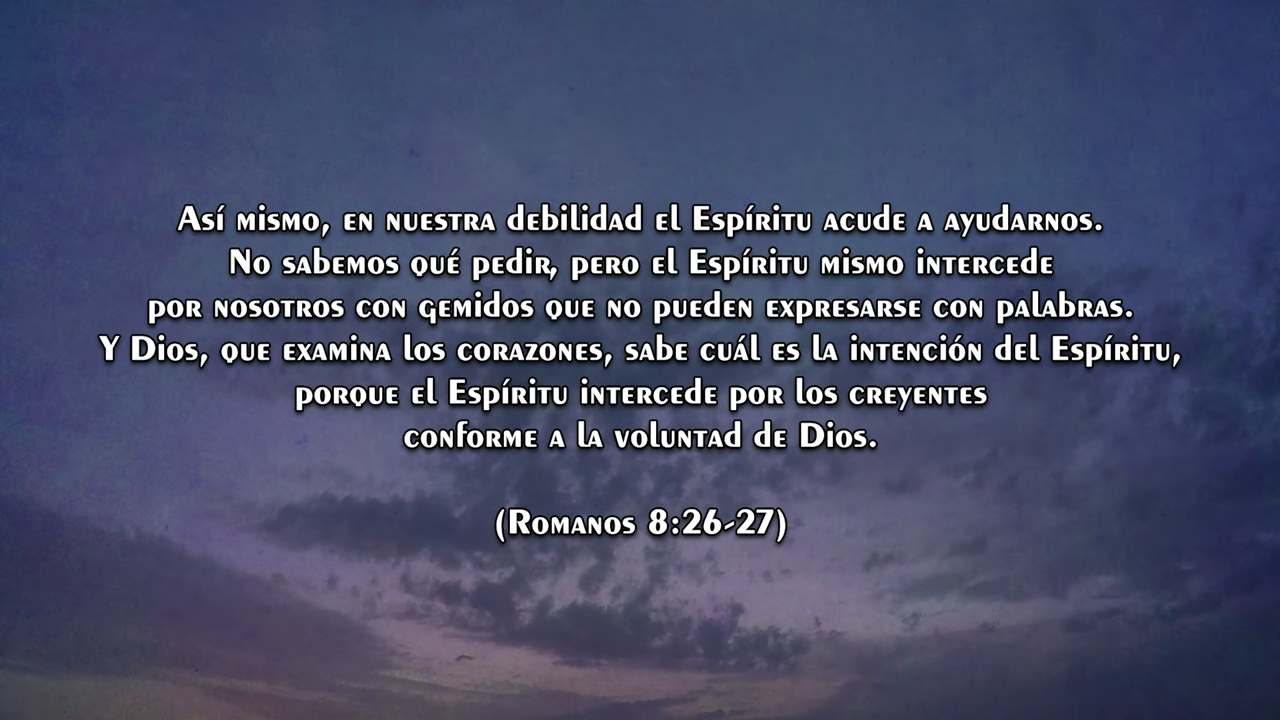 Así mismo, en nuestra debilidad el Espíritu acude a ayudarnos.
No sabemos qué pedir, pero el Espíritu mismo intercede
por nosotros con gemidos que no pueden expresarse con palabras.
Y Dios, que examina los corazones, sabe cuál es la intención del Espíritu,
porque el Espíritu intercede por los creyentes
conforme a la voluntad de Dios.
(Romanos 8:26-27)